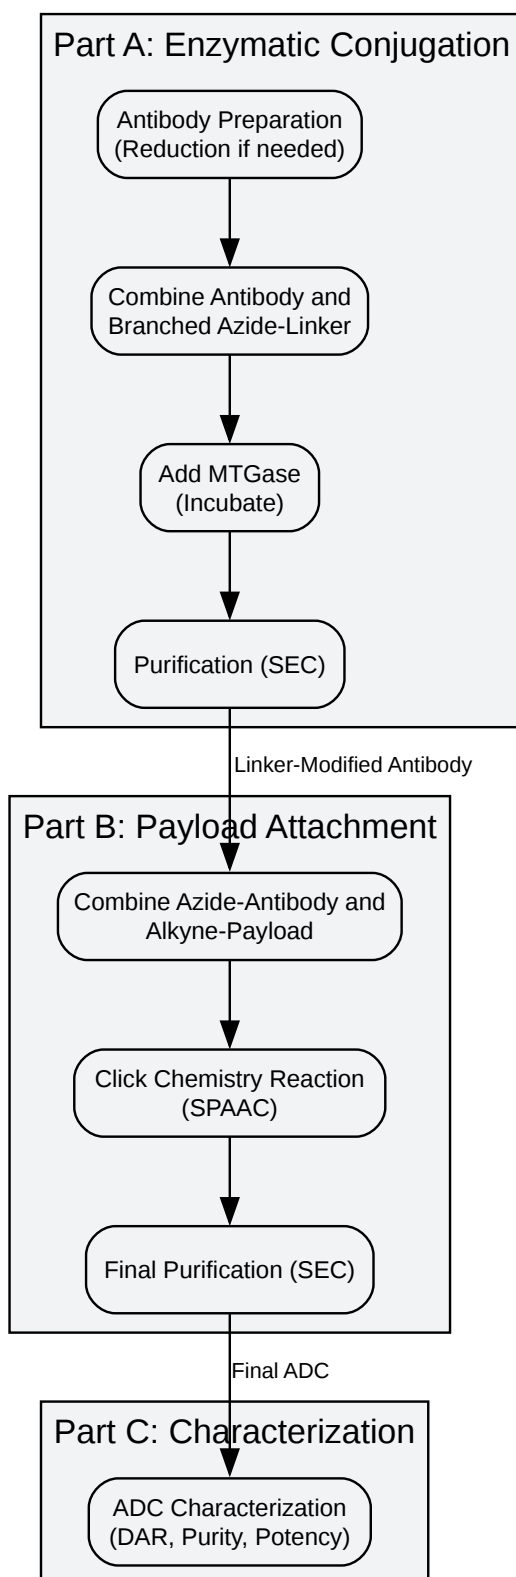 Part A: Enzymatic Conjugation
Antibody Preparation
(Reduction if needed)
Combine Antibody and
Branched Azide-Linker
Add MTGase
(Incubate)
Purification (SEC)
Linker-Modified Antibody
Part B: Payload Attachment
Combine Azide-Antibody and
Alkyne-Payload
Click Chemistry Reaction
(SPAAC)
Final Purification (SEC)
Final ADC
Part C: Characterization
ADC Characterization
(DAR, Purity, Potency)